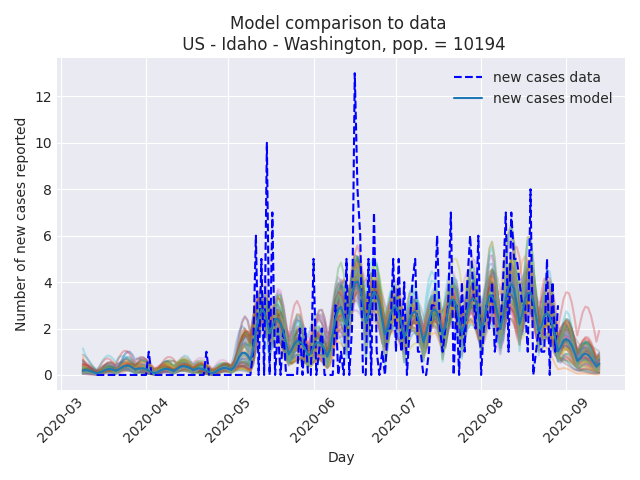 Model comparison to data
US - Idaho - Washington, pop. = 10194
new cases data
new cases model
Number of new cases reported
12
10
8
6
4
2
0
2020-03
2020-04
2020-05
2020-06
2020-07
2020-08
2020-09
Day